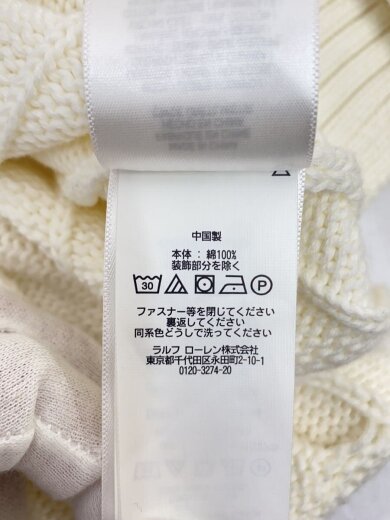 中国製
本体 : 綿100%
装飾部分を除く
30 P
ファスナー等を閉じてください
裏返してください
同系色どうしで洗ってください
ラルフ ローレン株式会社
東京都千代田区永田町2-10-1
0120-3274-20